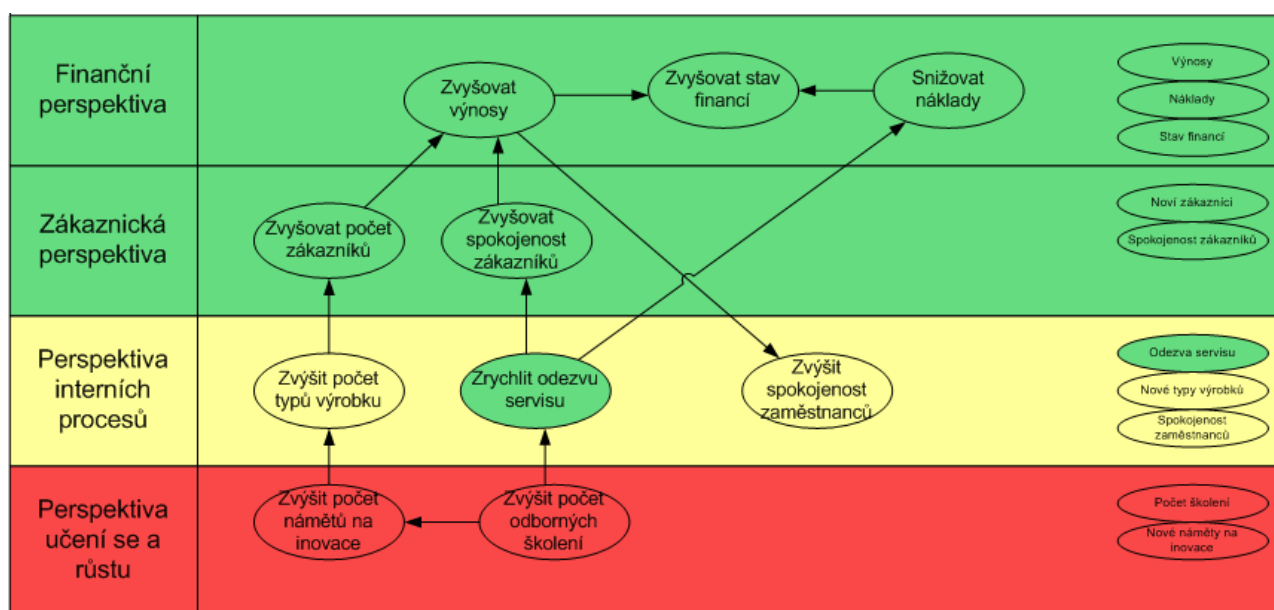 Finanční
perspektiva
Zvyšovat
výnosy
Zvyšovat stav
financí
Snižovat
náklady
Výnosy
Náklady
Stav financí
Zákaznická
perspektiva
Zvyšovat počet
zákazníků
Zvyšovat
spokojenost
zákazníků
Noví zákazníci
Spokojenost zákazníků
Perspektiva
interních
procesů
Zvýšit počet
typů výrobku
Zrychlit odezvu
servisu
Zvýšit
spokojenost
zaměstnanců
Odezva servisu
Nové typy výrobků
Spokojenost
zaměstnanců
Perspektiva
učení se a
růstu
Zvýšit počet
námětů na
inovace
Zvýšit počet
odborných
školení
Počet školení
Nové náměty na
inovace